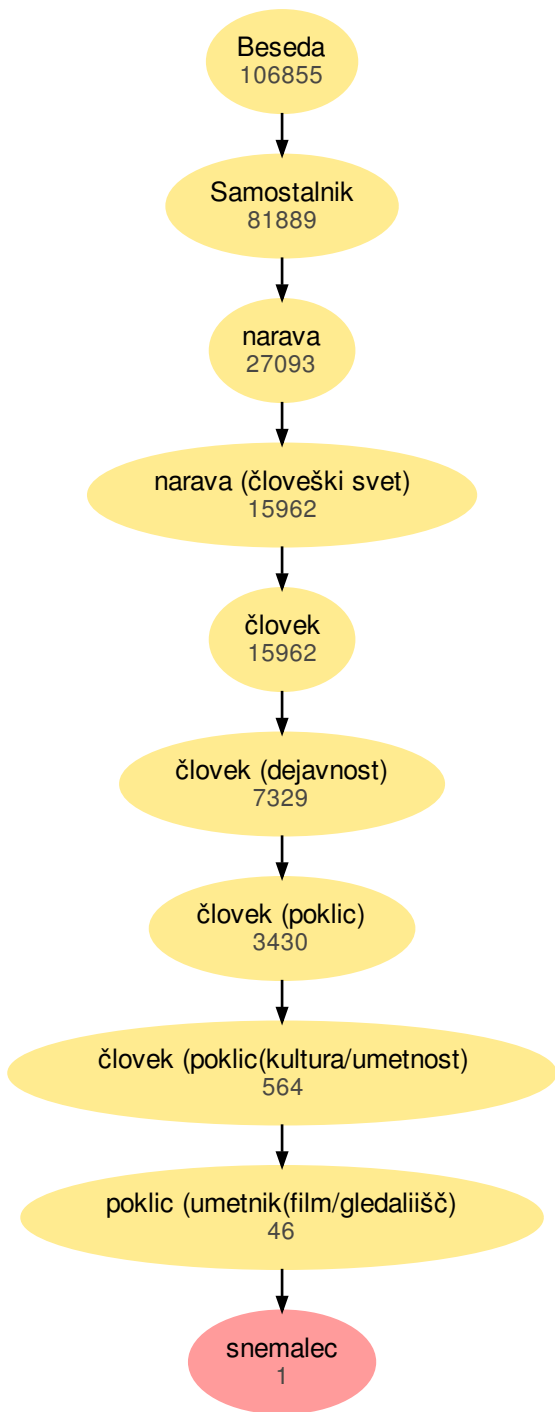 Beseda
106855
Samostalnik
81889
narava
27093
narava (človeški svet)
15962
človek
15962
človek (dejavnost)
7329
človek (poklic)
3430
človek (poklic(kultura/umetnost)
564
poklic (umetnik(film/gledaliišč)
46
snemalec
1